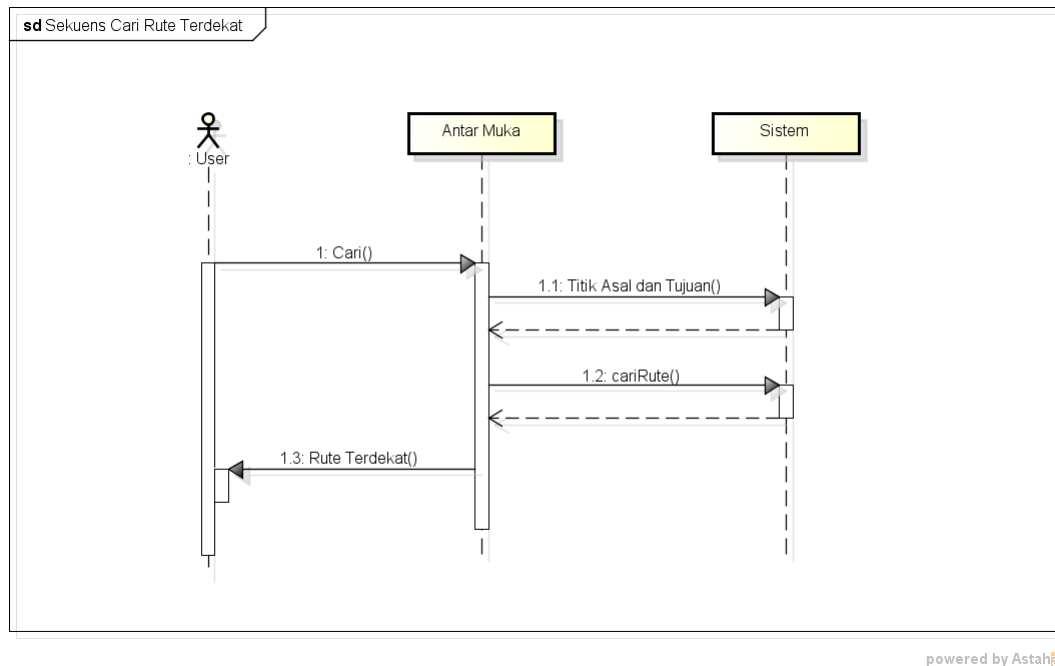 sd Sekuens Cari Rute Terdekat
: User
Antar Muka
Sistem
1: Cari()
1.1: Titik Asal dan Tujuan()
1.2: cariRute()
1.3: Rute Terdekat()
powered by Astah